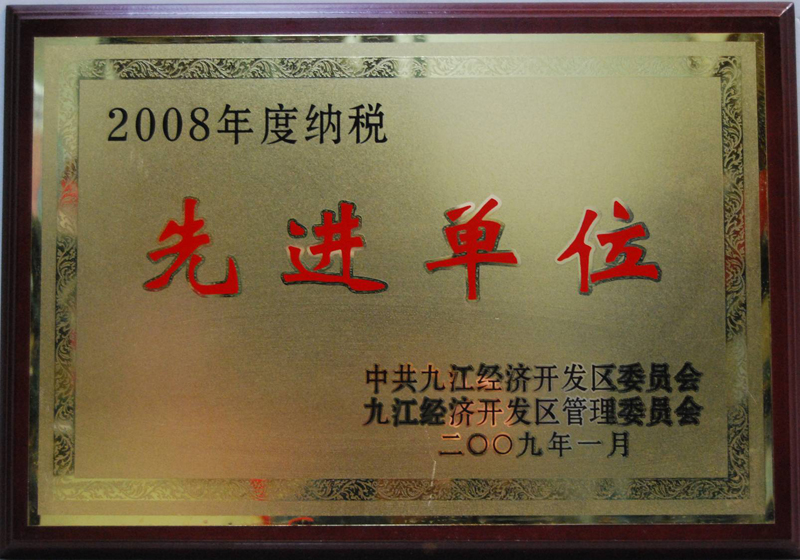 2008年度纳税
先进单位
中共九江经济开发区委员会
九江经济开发区管理委员会
二〇〇九年一月